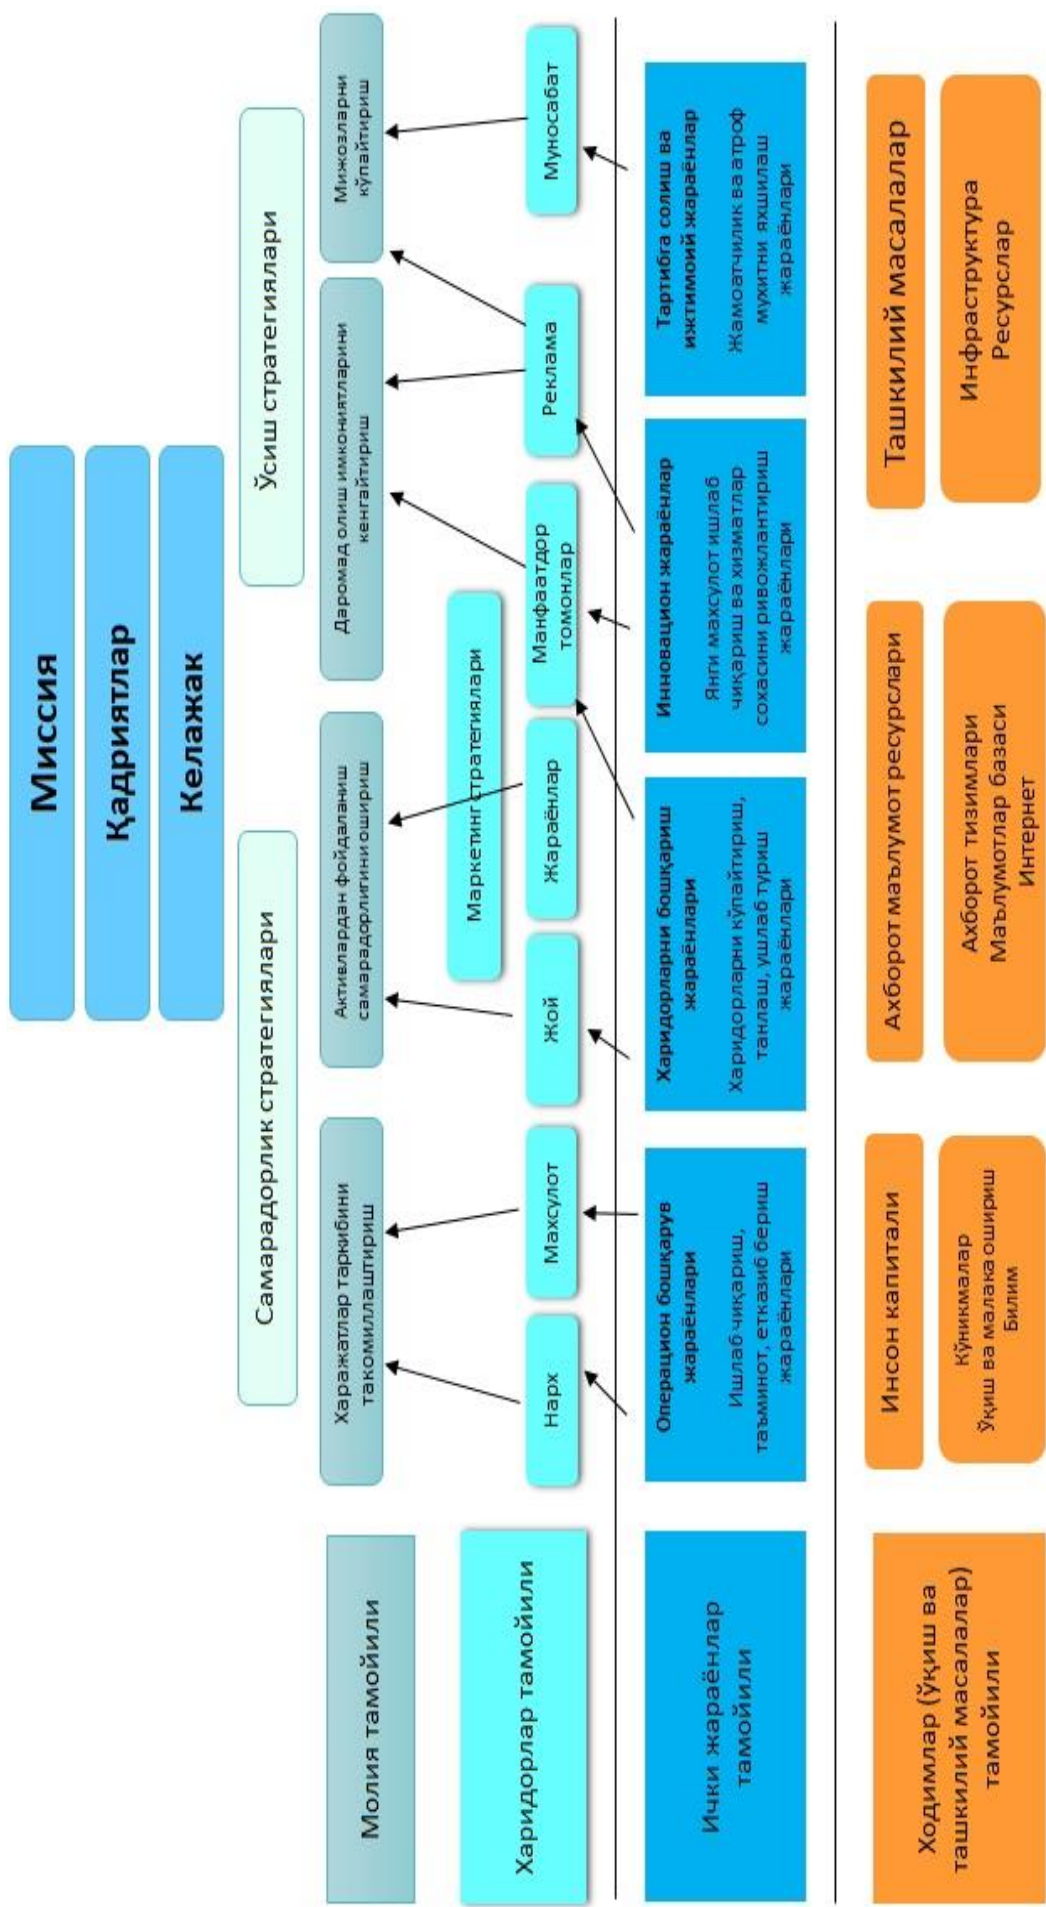 Миссия
Қадриятлар
Келажак
Самарадорлик стратегиялари
Ўсиш стратегиялари
Молия тамойили
Харажатлар таркибини
такомиллаштириш
Активлардан фойдаланиш
самарадорлигини ошириш
Даромад олиш имкониятларини
кенгайтириш
Мижозларни
кўпайтириш
Маркетинг стратегиялари
Харидорлар тамойили
Нарх
Махсулот
Жой
Жараёнлар
Манфаатдор
томонлар
Реклама
Муносабат
Ички жараёнлар
тамойили
Операцион бошқарув
жараёнлари
Ишлаб чиқариш,
таъминот, етказиб бериш
жараёнлари
Харидорларни бошқариш
жараёнлари
Харидорларни кўпайтириш,
танлаш, ушлаб туриш
жараёнлари
Инновацион жараёнлар
Янги махсулот ишлаб
чиқариш ва хизматлар
сохасини ривожлантириш
жараёнлари
Тартибга солиш ва
ижтимоий жараёнлар
Жамоатчилик ва атроф
мухитни яхшилаш
жараёнлари
Ходимлар (ўқиш ва
ташкилий масалалар)
тамойили
Инсон капитали
Кўникмалар
Ўқиш ва малака ошириш
Билим
Ахборот маълумот ресурслари
Ахборот тизимлари
Маълумотлар базаси
Интернет
Ташкилий масалалар
Инфраструктура
Ресурслар